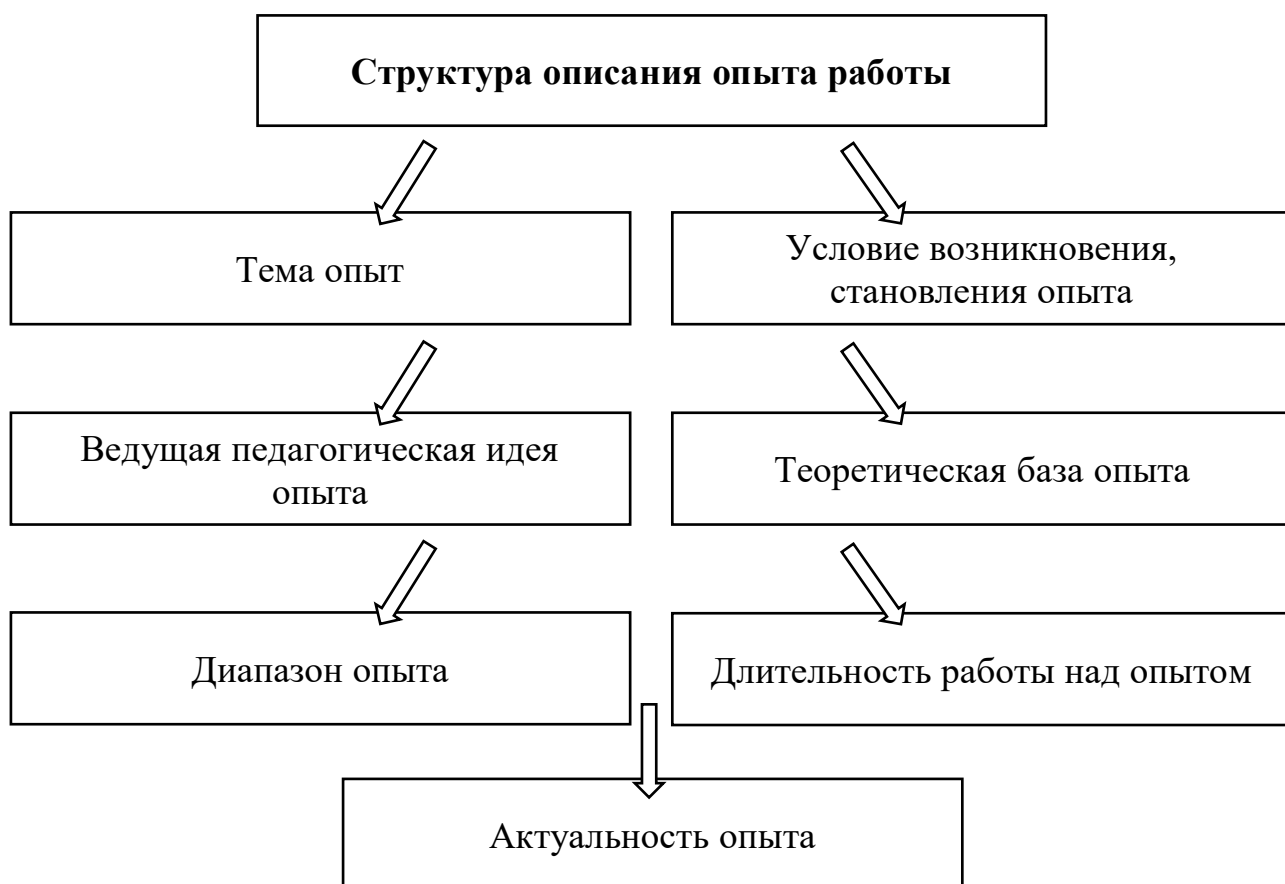 Структура описания опыта работы
Тема опыт
Условие возникновения,
становления опыта
Ведущая педагогическая идея
опыта
Теоретическая база опыта
Диапазон опыта
Длительность работы над опытом
Актуальность опыта